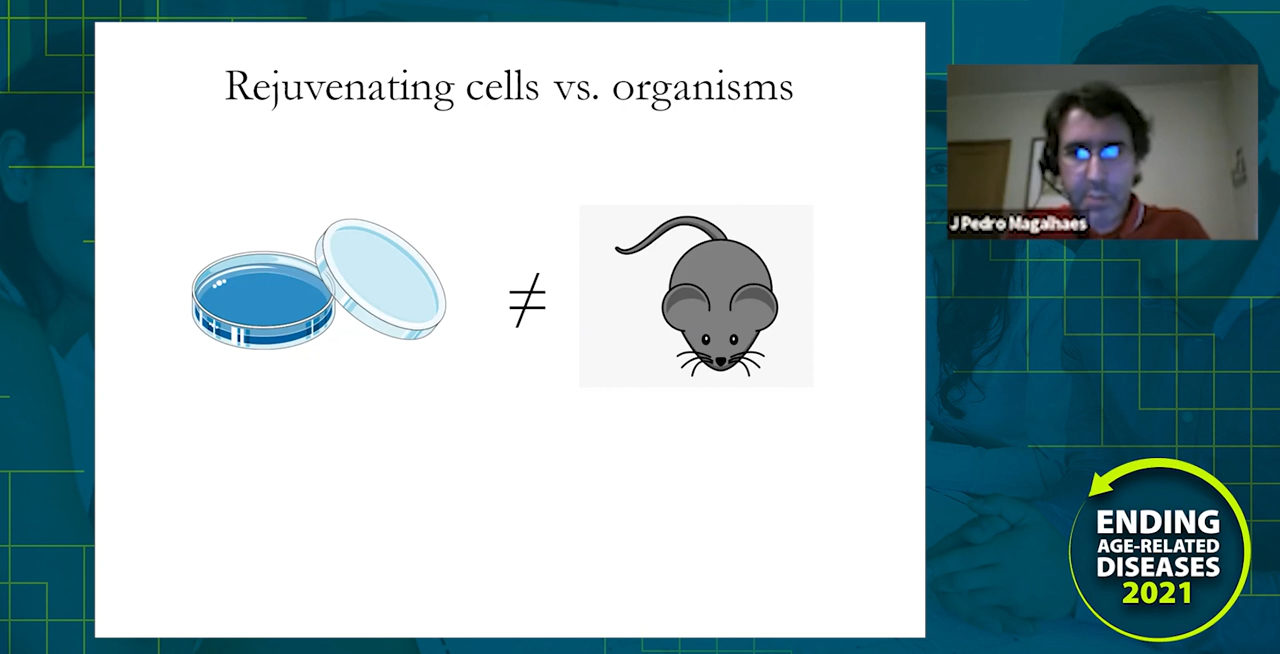 Rejuvenating cells vs. organisms
≠
J Pedro Magalhaes
ENDING
AGE-RELATED
DISEASES
2021